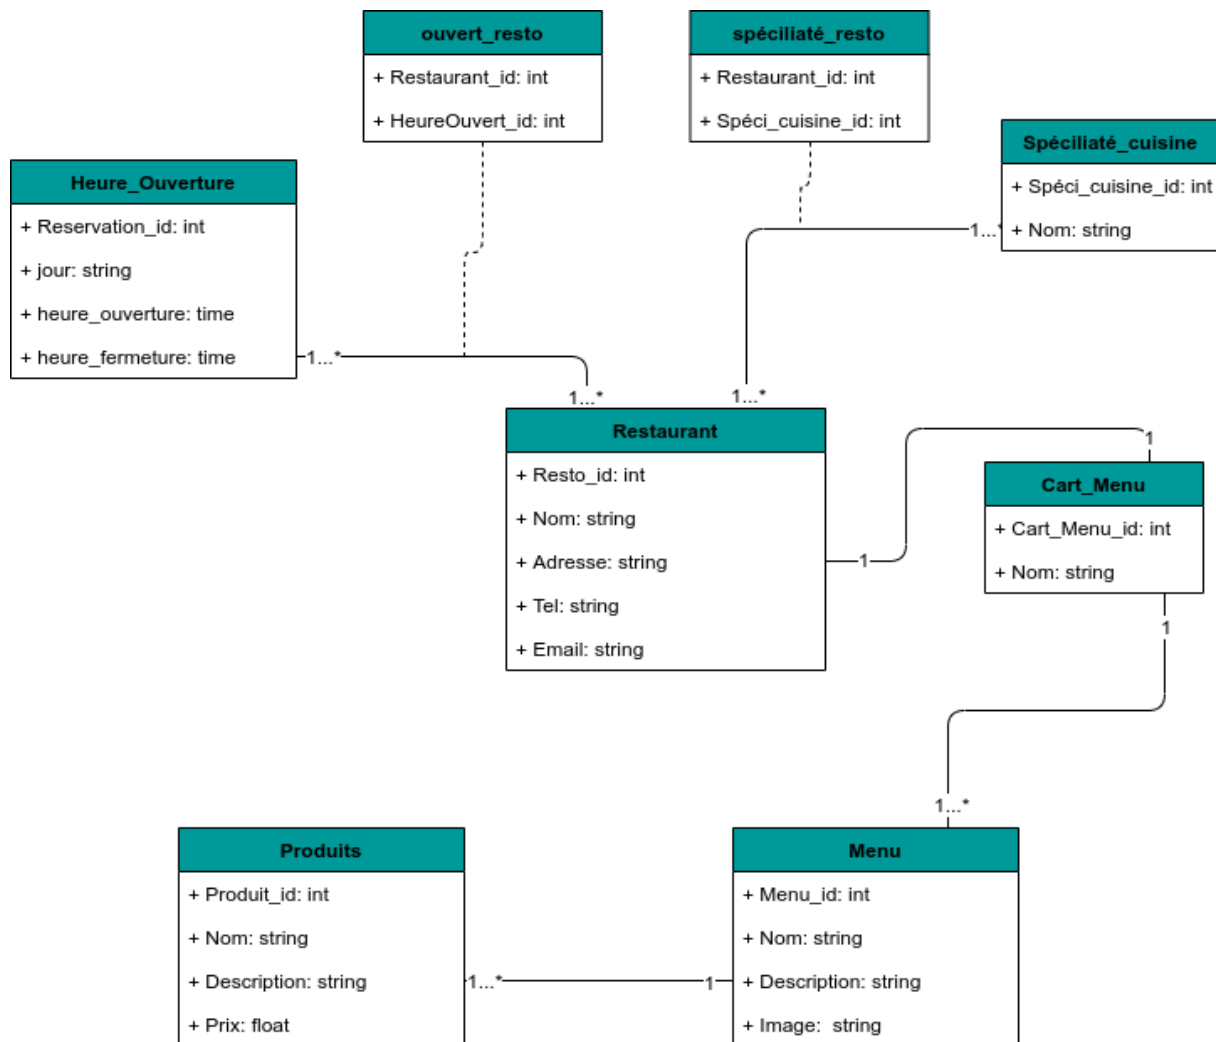 ouvert_resto
+ Restaurant_id: int
+ HeureOuvert_id: int
spéciliaté_resto
+ Restaurant_id: int
+ Spéci_cuisine_id: int
Spéciliaté_cuisine
+ Spéci_cuisine_id: int
+ Nom: string
1...*
Heure_Ouverture
+ Reservation_id: int
+ jour: string
+ heure_ouverture: time
+ heure_fermeture: time
1...*
1...*
1...*
Restaurant
+ Resto_id: int
+ Nom: string
+ Adresse: string
+ Tel: string
+ Email: string
1
1
Cart_Menu
+ Cart_Menu_id: int
+ Nom: string
1
1...*
Produits
+ Produit_id: int
+ Nom: string
+ Description: string
+ Prix: float
1...*
1
Menu
+ Menu_id: int
+ Nom: string
+ Description: string
+ Image: string